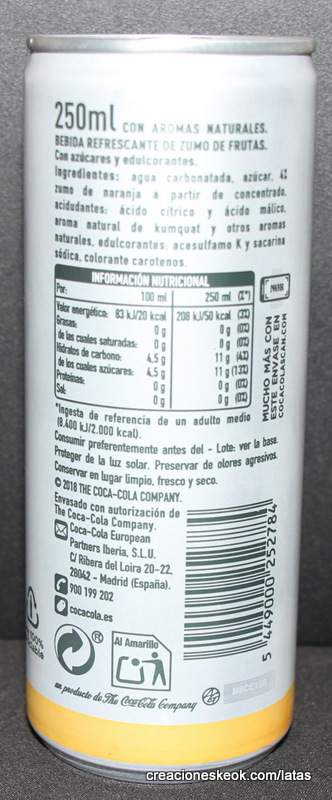 250ml CON AROMAS NATURALES.
BEBIDA REFRESCANTE DE ZUMO DE FRUTAS.
Con azúcares y edulcorantes.
Ingredientes: agua carbonatada, azúcar, 4%
zumo de naranja a partir de concentrado,
acidudantes: ácido cítrico y ácido málico,
aroma natural de kumquat y otros aromas
naturales, edulcorantes: acesulfamo K y sacarina
sódica, colorante carotenos.
INFORMACIÓN NUTRICIONAL
Por: 100 ml 250 ml (%*)
Valor energético: 83 kJ/20 kcal 208 kJ/50 kcal (3%)
Grasas: 0 g 0 g (0%)
de las cuales saturadas: 0 g 0 g (0%)
Hidratos de carbono: 4,5 g 11 g (4%)
de los cuales azúcares: 4,5 g 11 g (13%)
Proteínas: 0 g 0 g (0%)
Sal: 0 g 0 g (0%)
MUCHO MÁS CON
ESTE ENVASE EN
COCACOLASCAN.COM
*Ingesta de referencia de un adulto medio
(8.400 kJ/2.000 kcal).
Consumir preferentemente antes del - Lote: ver la base.
Proteger de la luz solar. Preservar de olores agresivos.
Conservar en lugar limpio, fresco y seco.
© 2018 THE COCA-COLA COMPANY.
Envasado con autorización de
The Coca-Cola Company.
Coca-Cola European
Partners Iberia, S.L.U.
C/ Ribera del Loira 20-22.
28042 - Madrid (España).
900 199 202
cocacola.es
100%
®
Al Amarillo
un producto de The Coca-Cola Company
5 449000 252784
creacioneskeok.com/latas